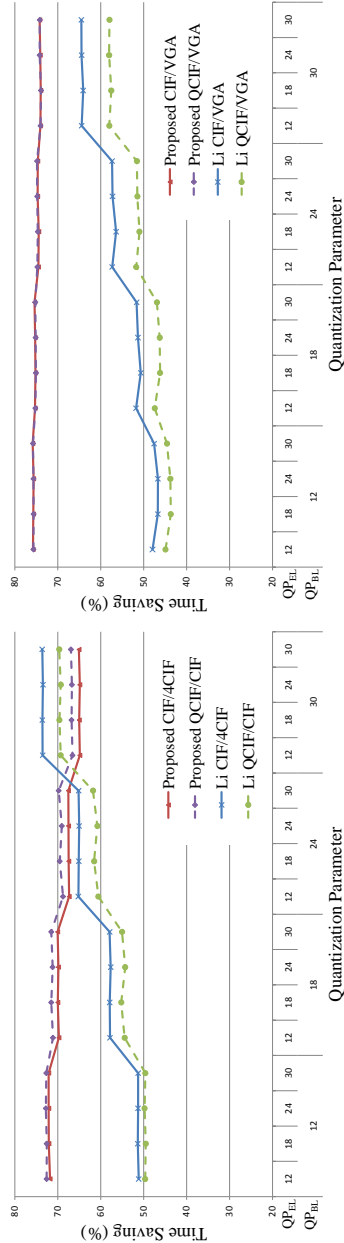 80
70
60
50
40
30
20
Time Saving (%)
Proposed CIF/4CIF
Proposed QCIF/CIF
Li CIF/4CIF
Li QCIF/CIF
QP_EL 12 18 24 30 12 18 24 30 12 18 24 30 12 18 24 30
QP_BL 12 18 24 30
Quantization Parameter
80
70
60
50
40
30
20
Time Saving (%)
Proposed CIF/VGA
Proposed QCIF/VGA
Li CIF/VGA
Li QCIF/VGA
QP_EL 12 18 24 30 12 18 24 30 12 18 24 30 12 18 24 30
QP_BL 12 18 24 30
Quantization Parameter